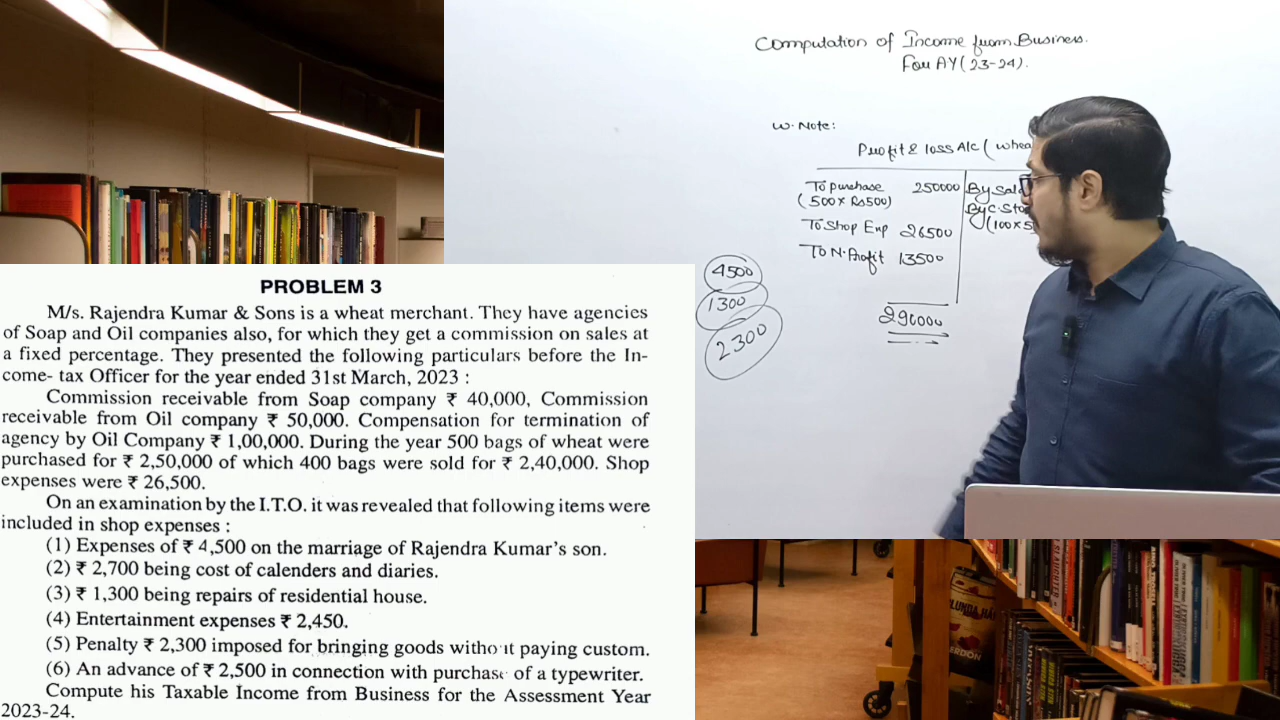 Computation of Income from Business.
For AY (23-24).
W. Note:
Profit & loss A/c (
To purchase 250000 By
(500 x Rs500)
To Shop Exp 26500 (100x5
To N. Profit 13500
290000
4500
1300
2300
PROBLEM 3
M/s. Rajendra Kumar & Sons is a wheat merchant. They have agencies
of Soap and Oil companies also, for which they get a commission on sales at
a fixed percentage. They presented the following particulars before the In-
come- tax Officer for the year ended 31st March, 2023 :
Commission receivable from Soap company ₹ 40,000, Commission
receivable from Oil company ₹ 50,000. Compensation for termination of
agency by Oil Company ₹ 1,00,000. During the year 500 bags of wheat were
purchased for ₹ 2,50,000 of which 400 bags were sold for ₹ 2,40,000. Shop
expenses were ₹ 26,500.
On an examination by the I.T.O. it was revealed that following items were
included in shop expenses :
(1) Expenses of ₹ 4,500 on the marriage of Rajendra Kumar's son.
(2) ₹ 2,700 being cost of calenders and diaries.
(3) ₹ 1,300 being repairs of residential house.
(4) Entertainment expenses ₹ 2,450.
(5) Penalty ₹ 2,300 imposed for bringing goods without paying custom.
(6) An advance of ₹ 2,500 in connection with purchase of a typewriter.
Compute his Taxable Income from Business for the Assessment Year
2023-24.